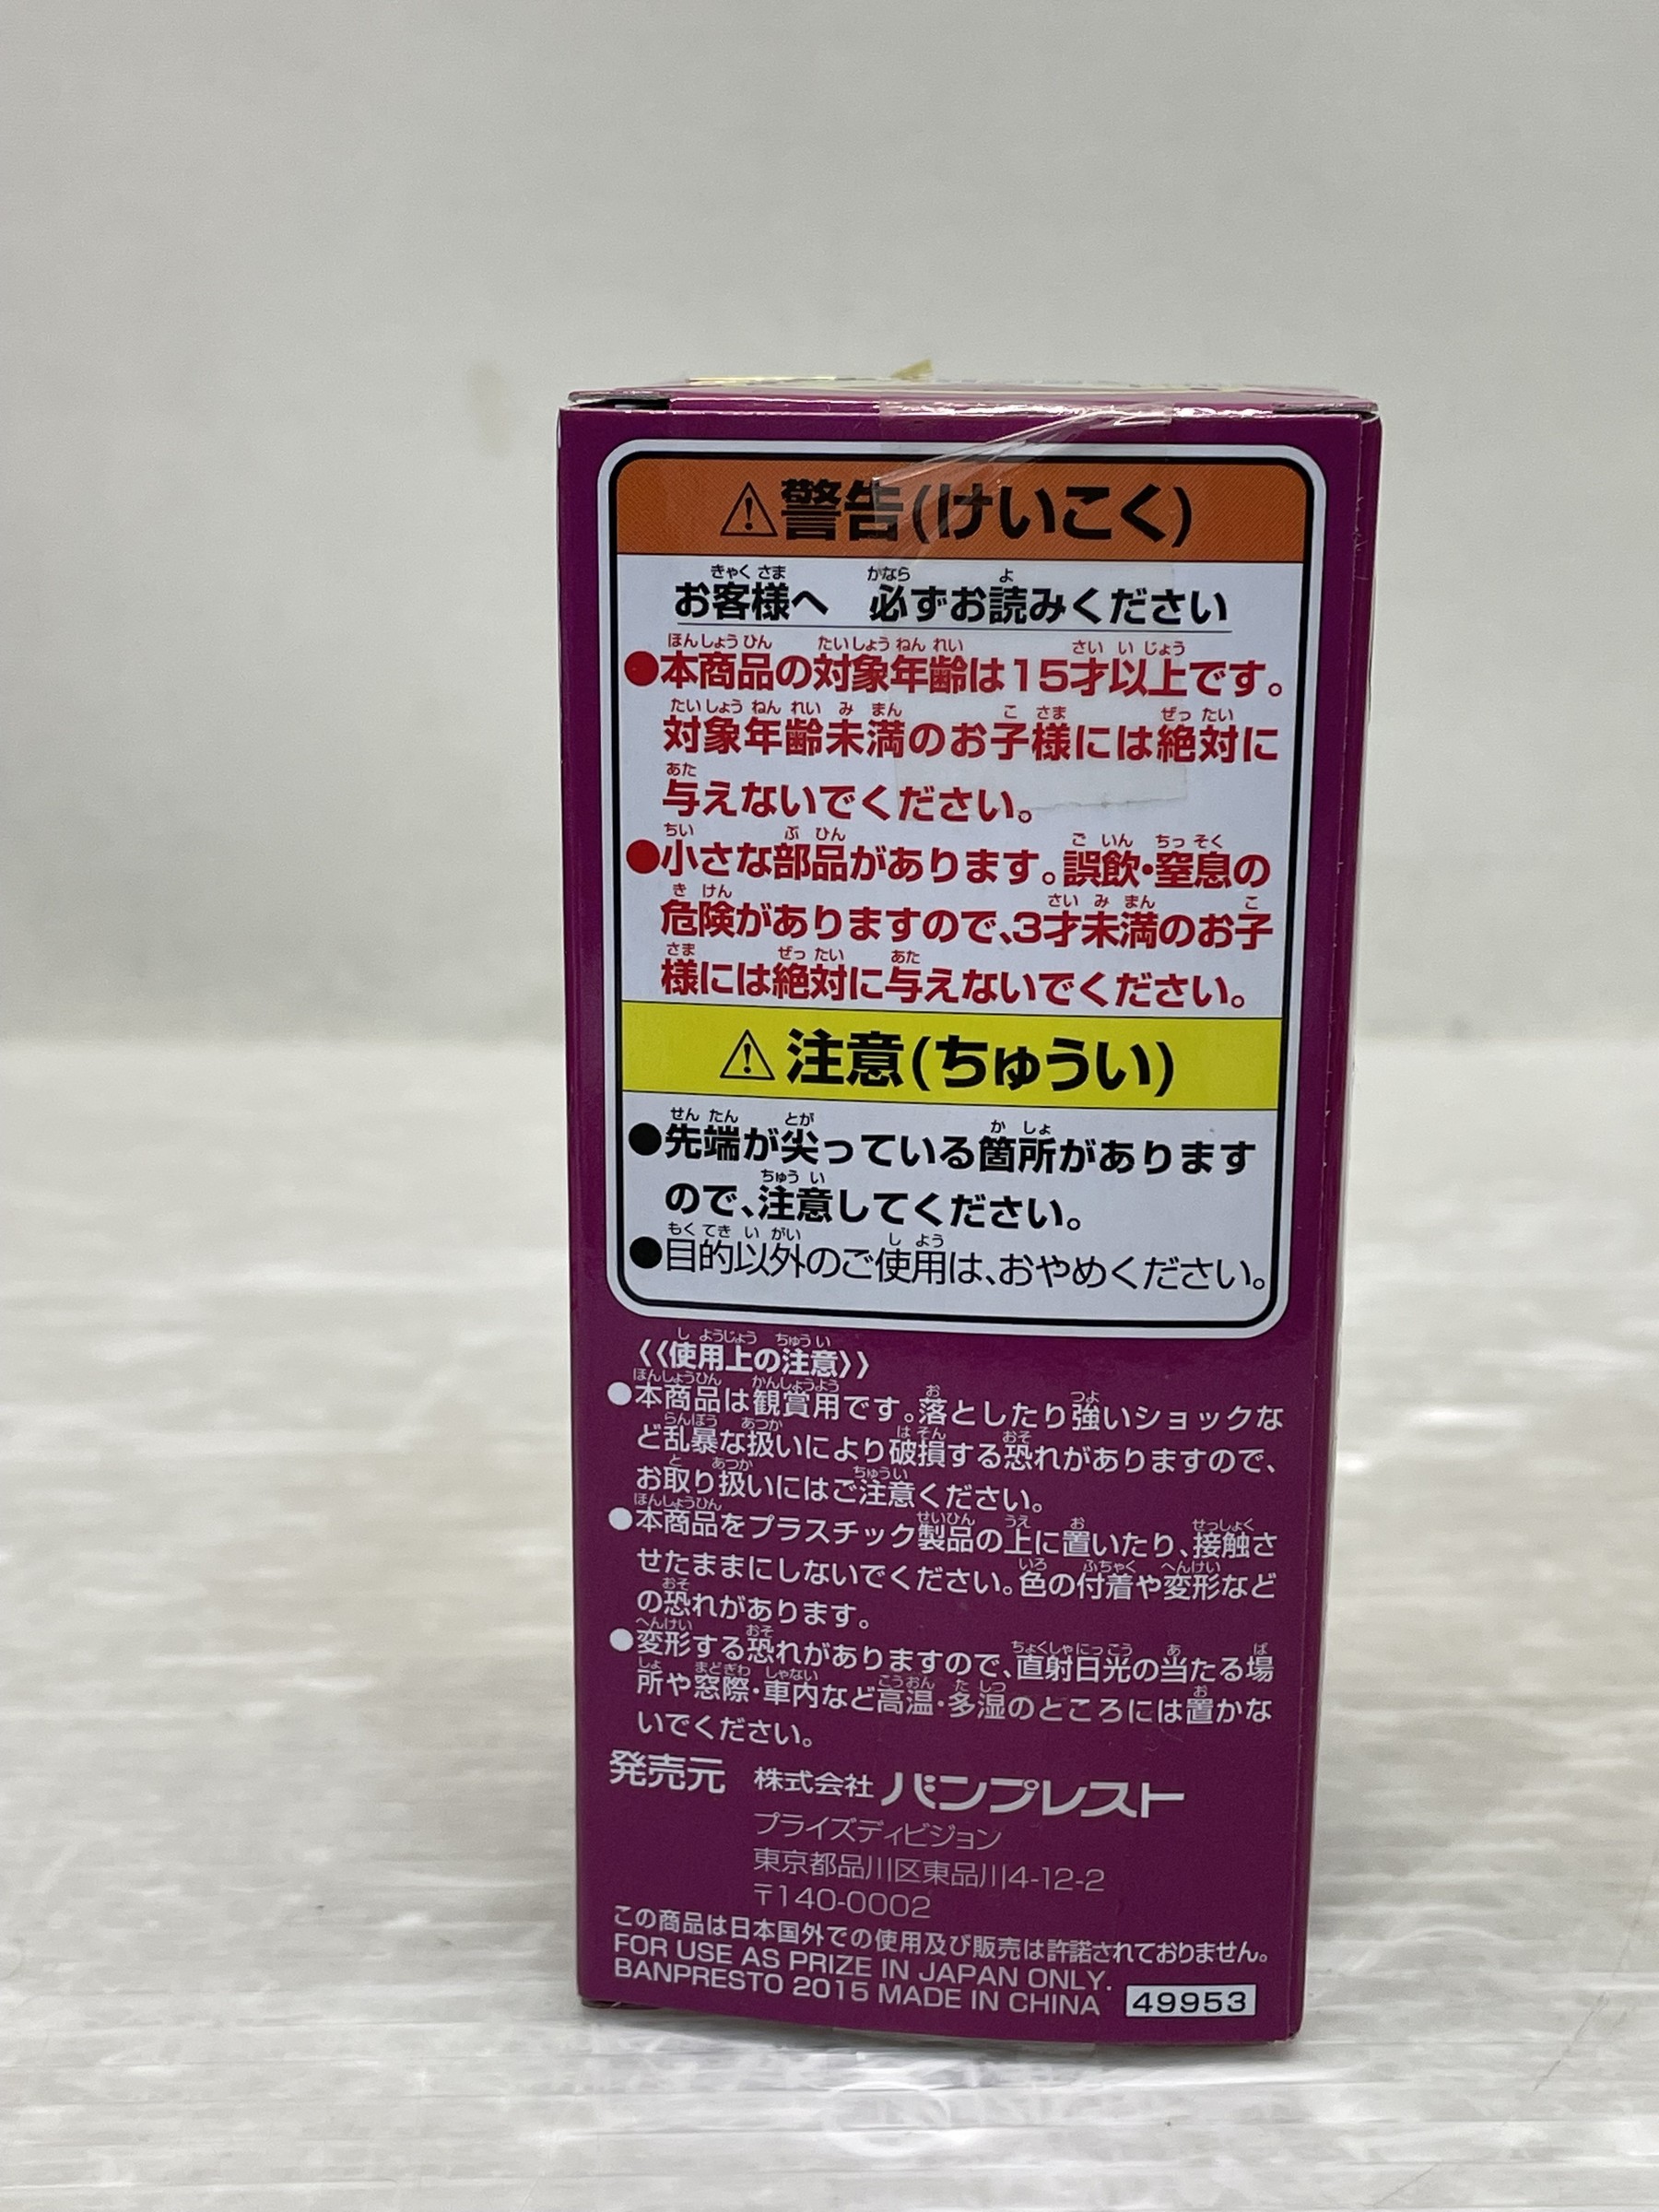 ⚠警告(けいこく)
お客様へ 必ずお読みください
●本商品の対象年齢は15才以上です。
対象年齢未満のお子様には絶対に
与えないでください。
●小さな部品があります。誤飲・窒息の
危険がありますので、3才未満のお子
様には絶対に与えないでください。
⚠注意(ちゅうい)
●先端が尖っている箇所があります
ので、注意してください。
●目的以外のご使用は、おやめください。
《使用上の注意》
●本商品は観賞用です。落としたり強いショックな
ど乱暴な扱いにより破損する恐れがありますので、
お取り扱いにはご注意ください。
●本商品をプラスチック製品の上に置いたり、接触さ
せたままにしないでください。色の付着や変形など
の恐れがあります。
●変形する恐れがありますので、直射日光の当たる場
所や窓際・車内など高温・多湿のところには置かな
いでください。
発売元 株式会社 バンプレスト
プライズディビジョン
東京都品川区東品川4-12-2
〒140-0002
この商品は日本国外での使用及び販売は許諾されておりません。
FOR USE AS PRIZE IN JAPAN ONLY.
BANPRESTO 2015 MADE IN CHINA 49953